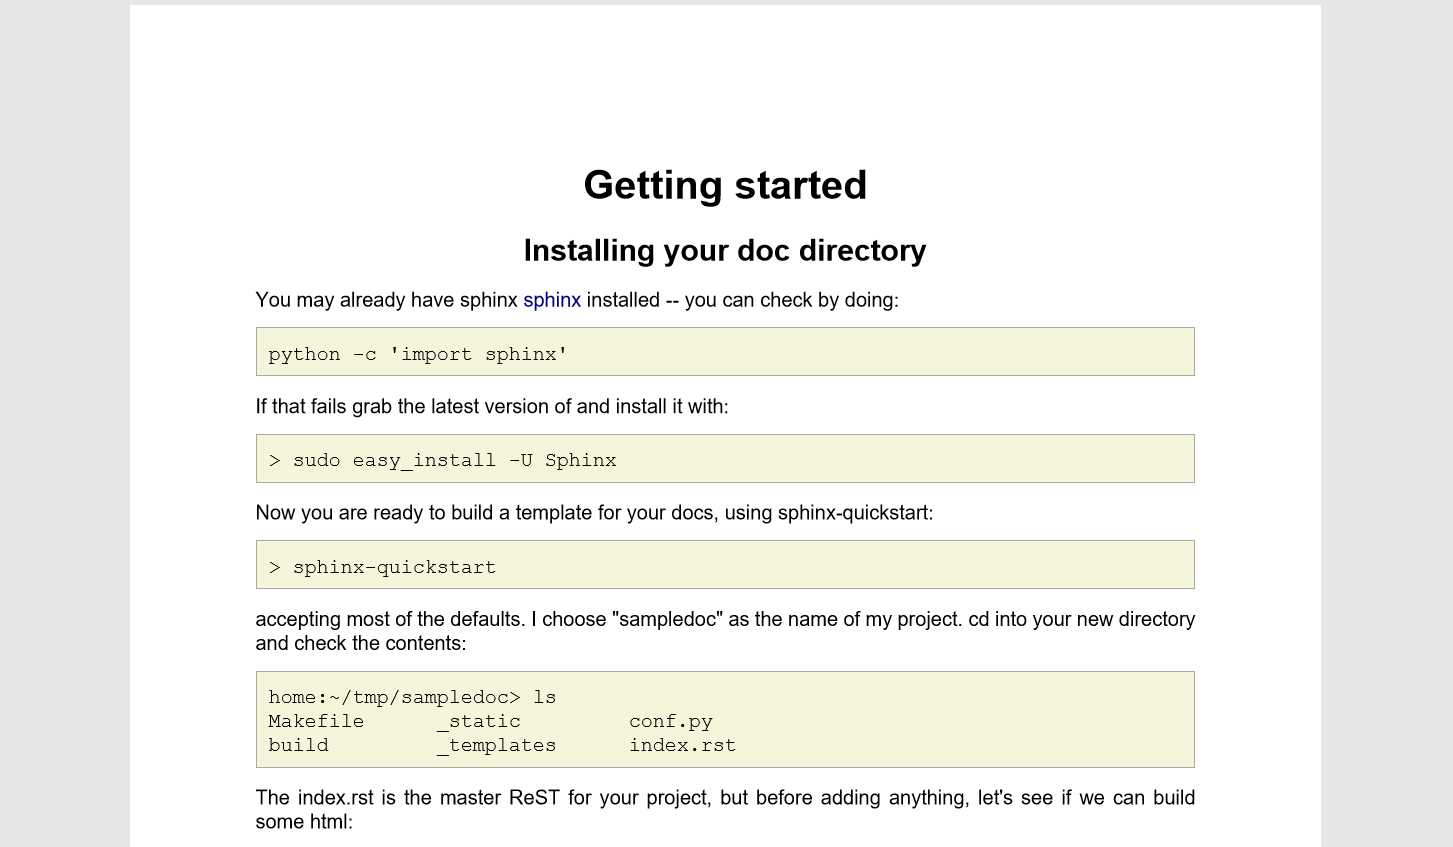 Getting started
Installing your doc directory
You may already have sphinx sphinx installed -- you can check by doing:
python -c 'import sphinx'
If that fails grab the latest version of and install it with:
> sudo easy_install -U Sphinx
Now you are ready to build a template for your docs, using sphinx-quickstart:
> sphinx-quickstart
accepting most of the defaults. I choose "sampledoc" as the name of my project. cd into your new directory
and check the contents:
home:~/tmp/sampledoc> ls
Makefile      _static         conf.py
build         _templates      index.rst
The index.rst is the master ReST for your project, but before adding anything, let's see if we can build
some html: